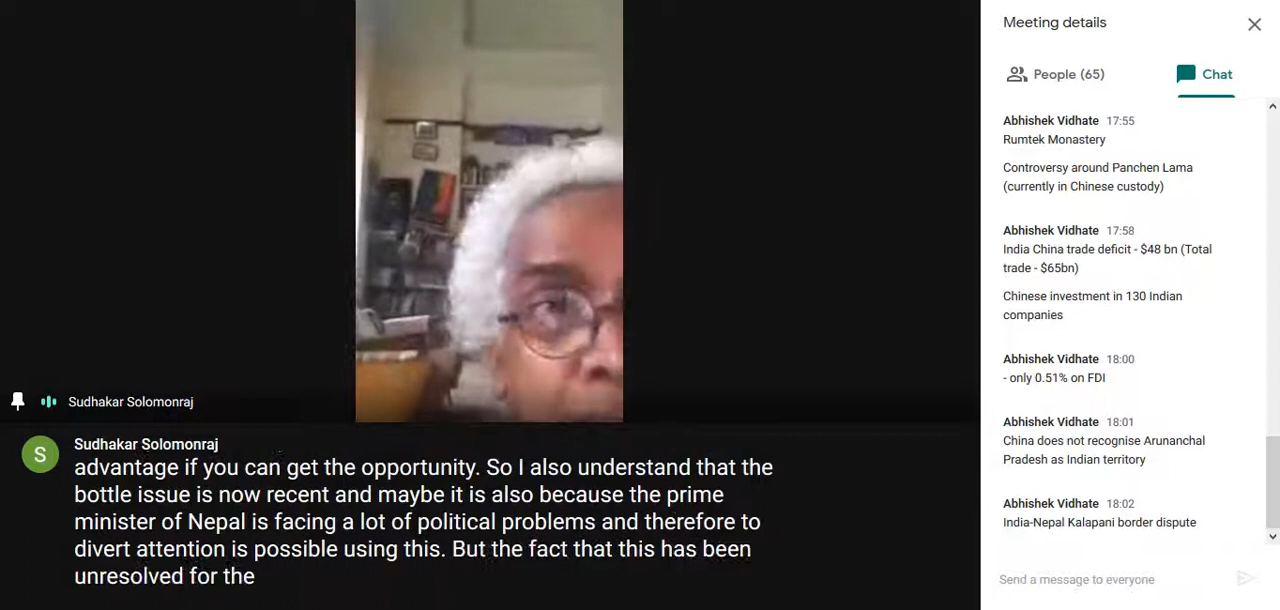 Meeting details
People (65)
Chat
Abhishek Vidhate 17:55
Rumtek Monastery
Controversy around Panchen Lama
(currently in Chinese custody)
Abhishek Vidhate 17:58
India China trade deficit - $48 bn (Total
trade - $65bn)
Chinese investment in 130 Indian
companies
Abhishek Vidhate 18:00
- only 0.51% on FDI
Abhishek Vidhate 18:01
China does not recognise Arunanchal
Pradesh as Indian territory
Abhishek Vidhate 18:02
India-Nepal Kalapani border dispute
Send a message to everyone
Sudhakar Solomonraj
S
Sudhakar Solomonraj
advantage if you can get the opportunity. So I also understand that the
bottle issue is now recent and maybe it is also because the prime
minister of Nepal is facing a lot of political problems and therefore to
divert attention is possible using this. But the fact that this has been
unresolved for the